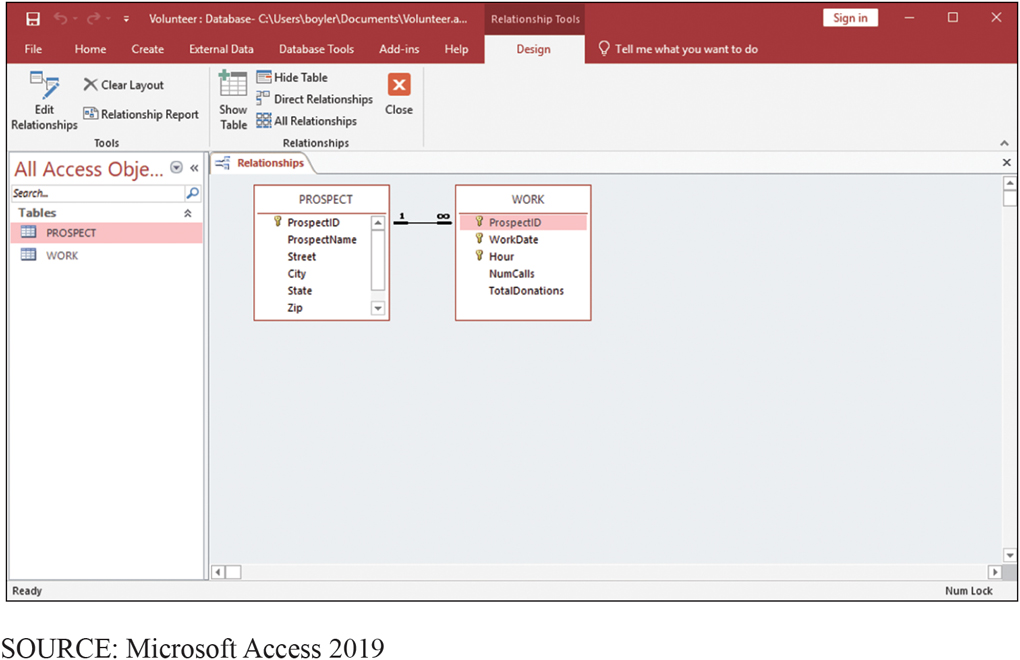 Volunteer : Database- C:\Users\boyler\Documents\Volunteer.a... Relationship Tools Sign in
File Home Create External Data Database Tools Add-ins Help Design Tell me what you want to do
Edit Relationships
Clear Layout
Relationship Report
Tools
Show Table
Hide Table
Direct Relationships
All Relationships
Close
Relationships
All Access Obje...
Search...
Tables
PROSPECT
WORK
Relationships
PROSPECT
ProspectID
ProspectName
Street
City
State
Zip
1 ∞
WORK
ProspectID
WorkDate
Hour
NumCalls
TotalDonations
Ready Num Lock
SOURCE: Microsoft Access 2019